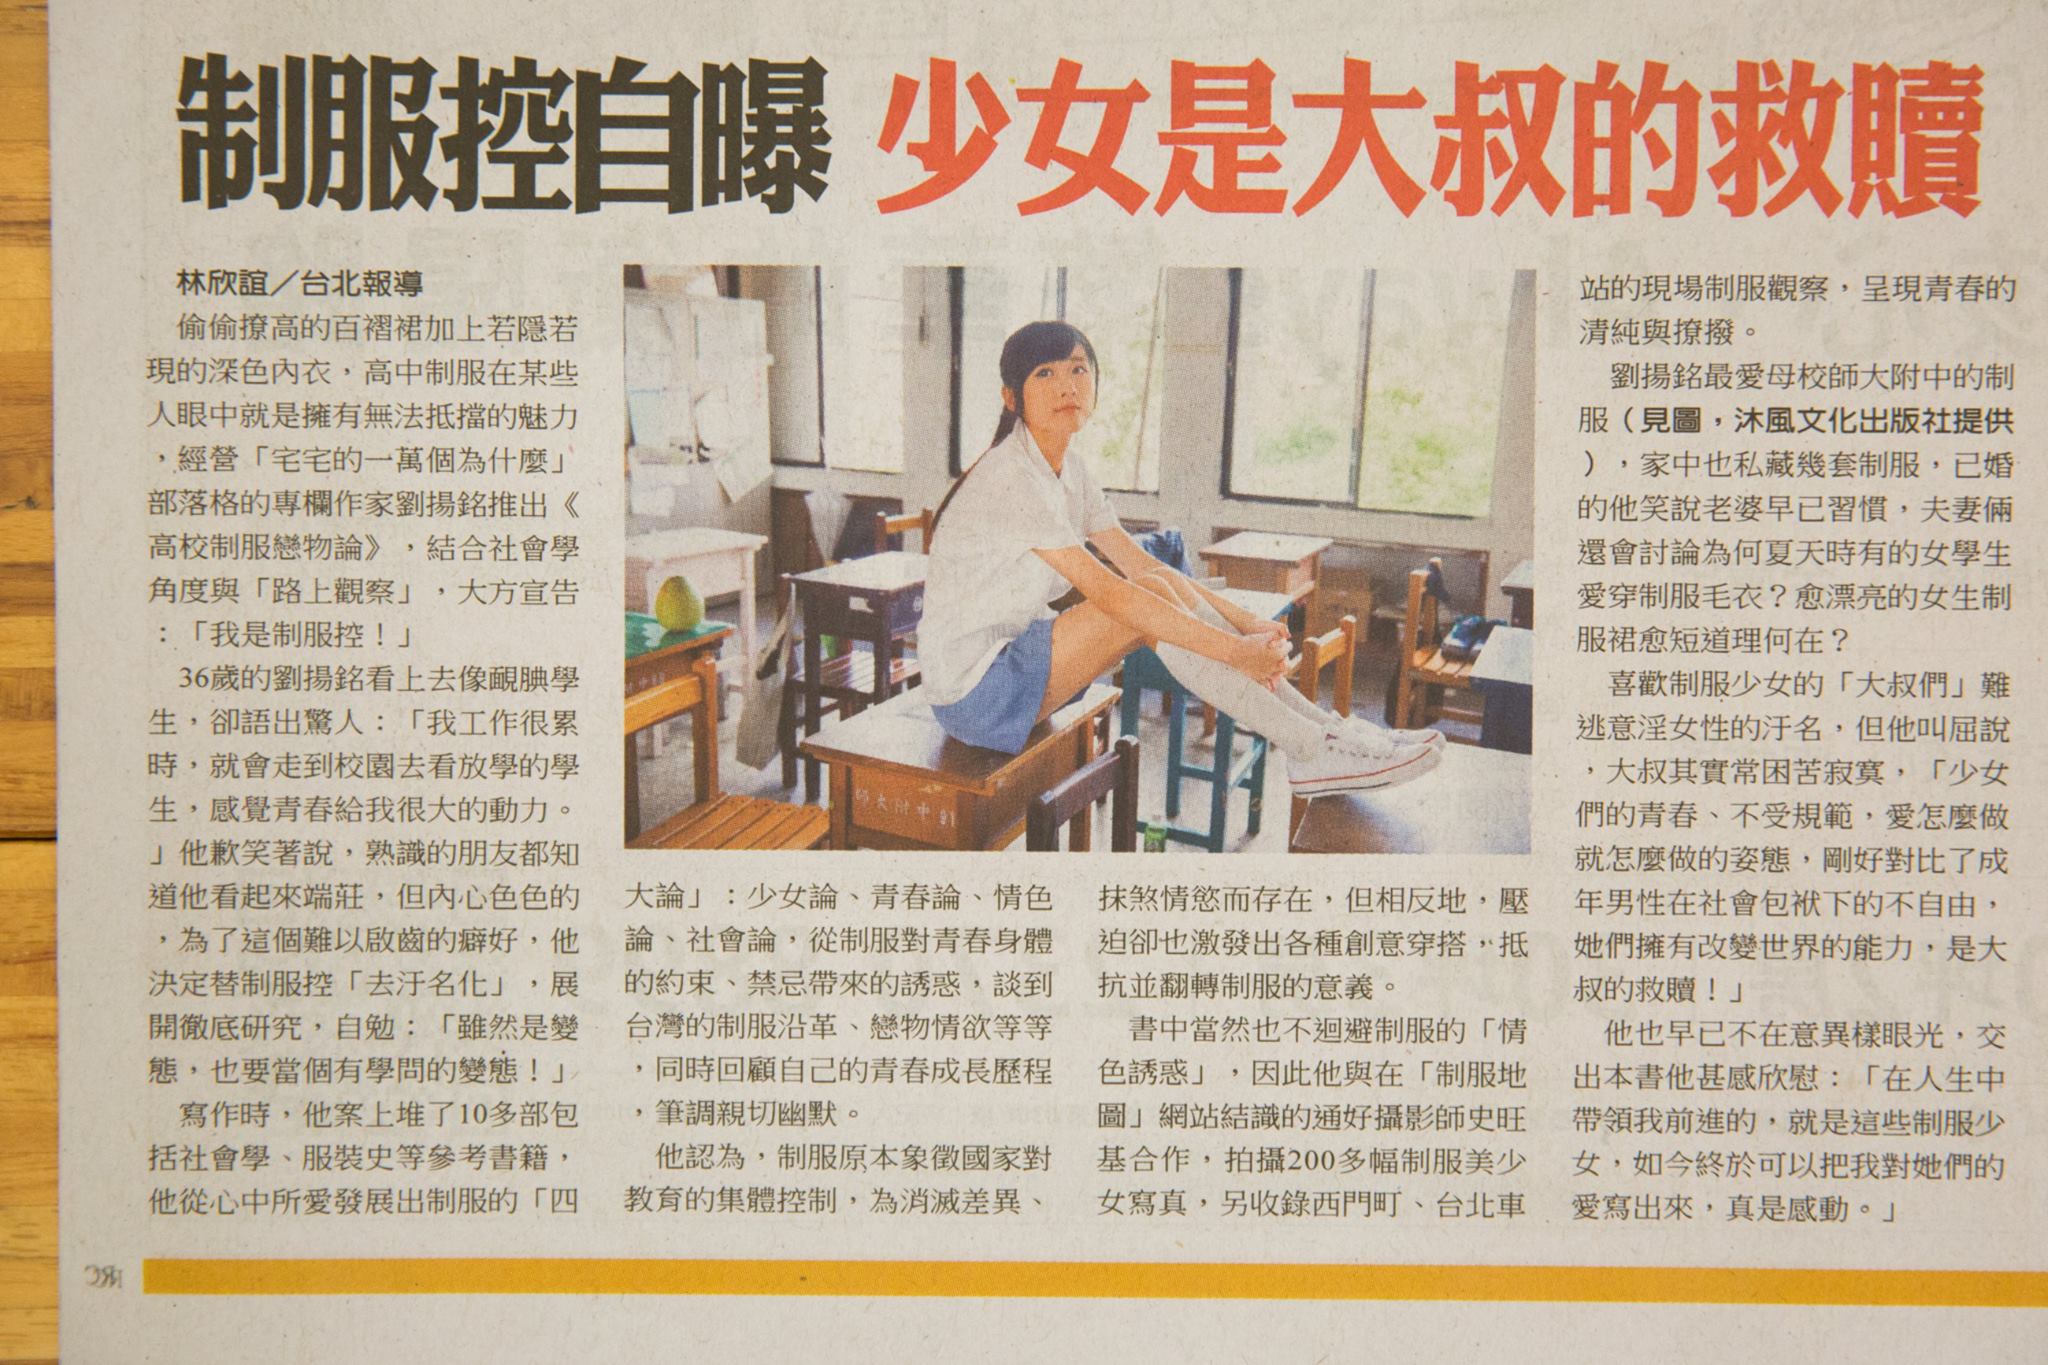 制服控自曝 少女是大叔的救贖
林欣誼／台北報導
偷偷撩高的百褶裙加上若隱若
現的深色內衣，高中制服在某些
人眼中就是擁有無法抵擋的魅力
，經營「宅宅的一萬個為什麼」
部落格的專欄作家劉揚銘推出《
高校制服戀物論》，結合社會學
角度與「路上觀察」，大方宣告
：「我是制服控！」
36歲的劉揚銘看上去像靦腆學
生，卻語出驚人：「我工作很累
時，就會走到校園去看放學的學
生，感覺青春給我很大的動力。
」他歉笑著說，熟識的朋友都知
道他看起來端莊，但內心色色的
，為了這個難以啟齒的癖好，他
決定替制服控「去汙名化」，展
開徹底研究，自勉：「雖然是變
態，也要當個有學問的變態！」
寫作時，他案上堆了10多部包
括社會學、服裝史等參考書籍，
他從心中所愛發展出制服的「四
大論」：少女論、青春論、情色
論、社會論，從制服對青春身體
的約束、禁忌帶來的誘惑，談到
台灣的制服沿革、戀物情欲等等
，同時回顧自己的青春成長歷程
，筆調親切幽默。
他認為，制服原本象徵國家對
教育的集體控制，為消滅差異、
抹煞情慾而存在，但相反地，壓
迫卻也激發出各種創意穿搭，抵
抗並翻轉制服的意義。
書中當然也不迴避制服的「情
色誘惑」，因此他與在「制服地
圖」網站結識的通好攝影師史旺
基合作，拍攝200多幅制服美少
女寫真，另收錄西門町、台北車
站的現場制服觀察，呈現青春的
清純與撩撥。
劉揚銘最愛母校師大附中的制
服（見圖，沐風文化出版社提供
），家中也私藏幾套制服，已婚
的他笑說老婆早已習慣，夫妻倆
還會討論為何夏天時有的女學生
愛穿制服毛衣？愈漂亮的女生制
服裙愈短道理何在？
喜歡制服少女的「大叔們」難
逃意淫女性的汙名，但他叫屈說
，大叔其實常困苦寂寞，「少女
們的青春、不受規範，愛怎麼做
就怎麼做的姿態，剛好對比了成
年男性在社會包袱下的不自由，
她們擁有改變世界的能力，是大
叔的救贖！」
他也早已不在意異樣眼光，交
出本書他甚感欣慰：「在人生中
帶領我前進的，就是這些制服少
女，如今終於可以把我對她們的
愛寫出來，真是感動。」
師大附中91